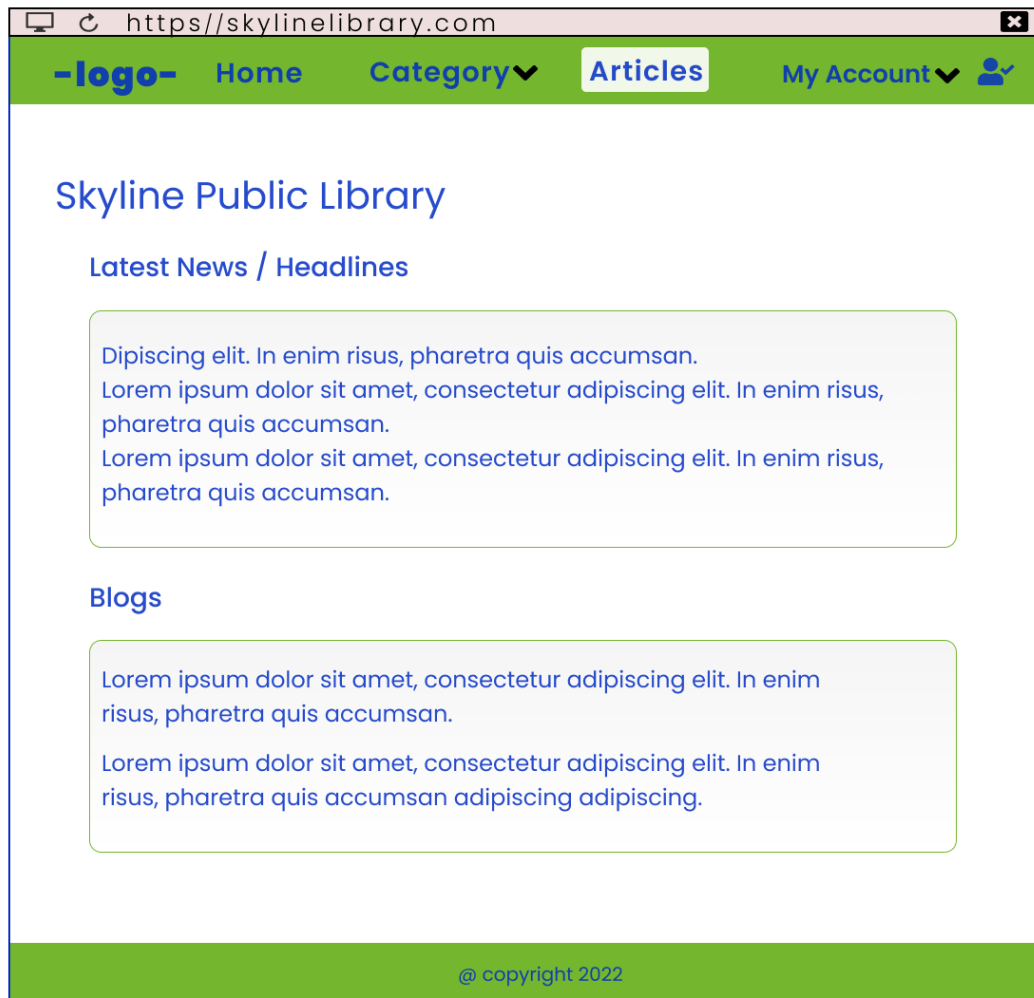 https//skylinelibrary.com
-logo- Home Category Articles My Account
Skyline Public Library
Latest News / Headlines
Dipiscing elit. In enim risus, pharetra quis accumsan.
Lorem ipsum dolor sit amet, consectetur adipiscing elit. In enim risus,
pharetra quis accumsan.
Lorem ipsum dolor sit amet, consectetur adipiscing elit. In enim risus,
pharetra quis accumsan.
Blogs
Lorem ipsum dolor sit amet, consectetur adipiscing elit. In enim
risus, pharetra quis accumsan.
Lorem ipsum dolor sit amet, consectetur adipiscing elit. In enim
risus, pharetra quis accumsan adipiscing adipiscing.
@ copyright 2022